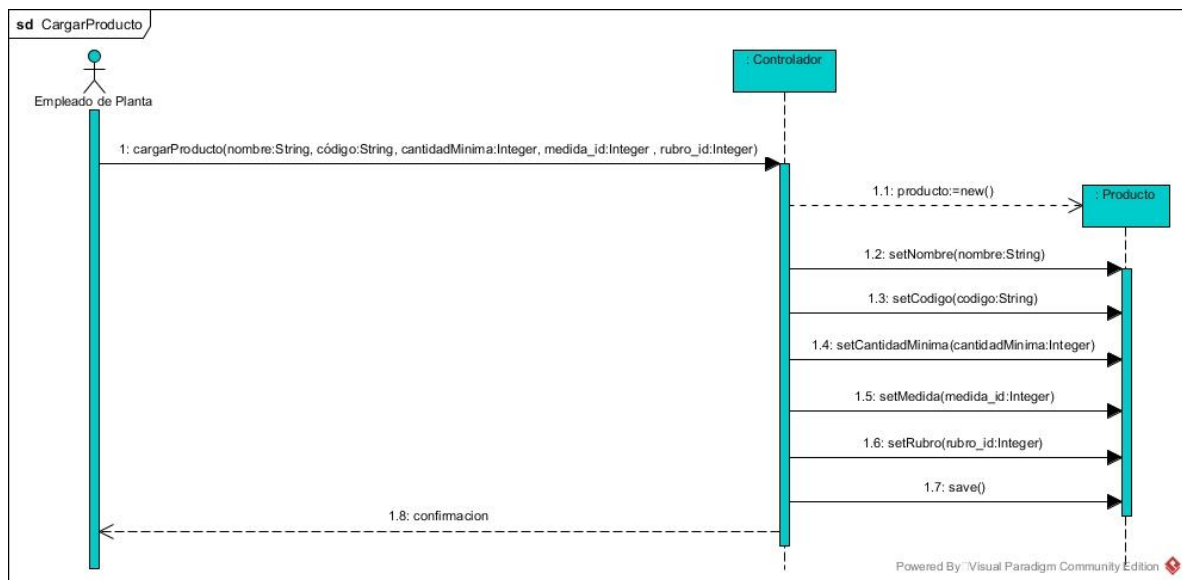 sd CargarProducto
: Controlador
Empleado de Planta
1: cargarProducto(nombre:String, código:String, cantidadMinima:Integer, medida_id:Integer , rubro_id:Integer)
1.1: producto:=new()
: Producto
1.2: setNombre(nombre:String)
1.3: setCodigo(codigo:String)
1.4: setCantidadMinima(cantidadMinima:Integer)
1.5: setMedida(medida_id:Integer)
1.6: setRubro(rubro_id:Integer)
1.7: save()
1.8: confirmacion
Powered By Visual Paradigm Community Edition